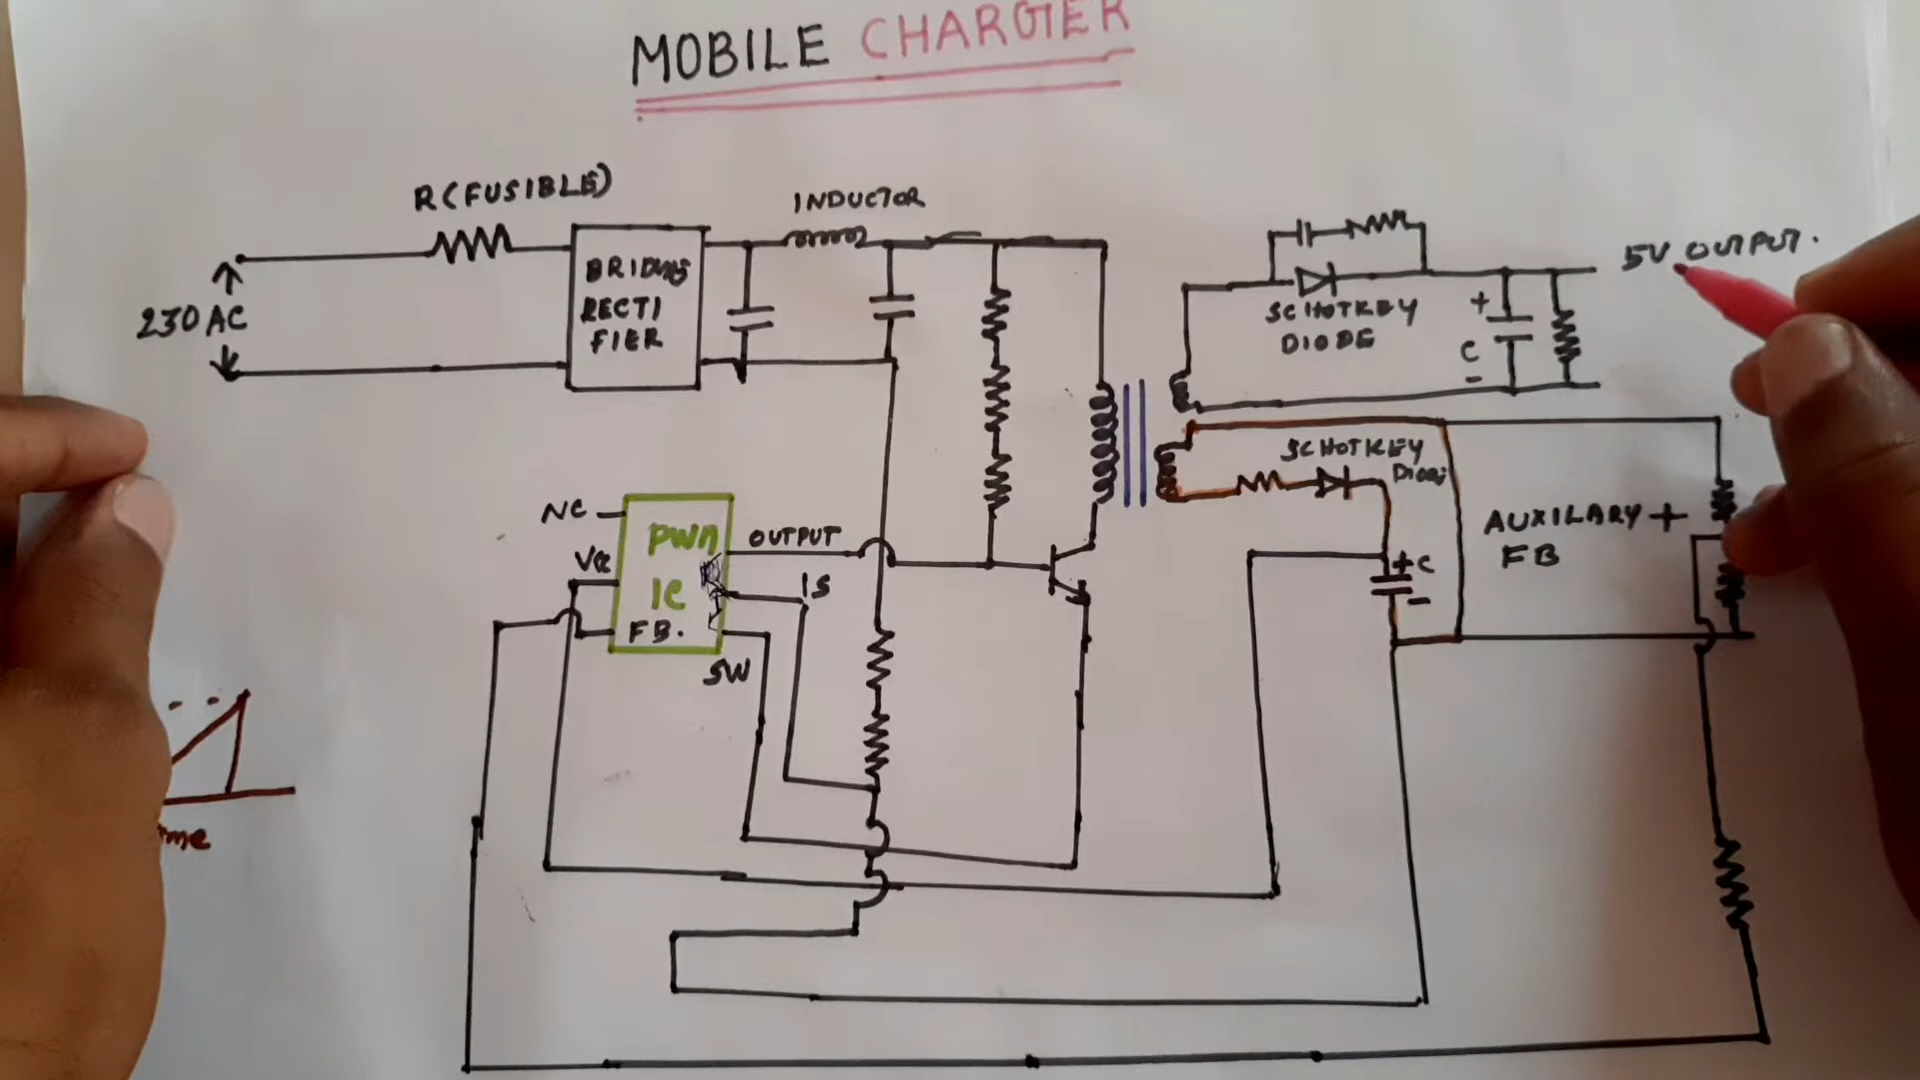 MOBILE CHARGER
R(FUSIBLE)
INDUCTOR
230 AC
BRIDGE
RECTI
FIER
5V OUTPUT.
SCHOTKEY
DIODE
+
C
-
SCHOTKEY
Diode
AUXILARY +
FB
+C
-
NC
PWM
OUTPUT
Vcc
IC
IS
FB.
SW